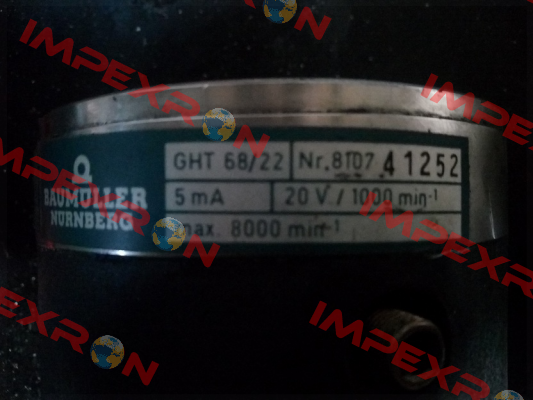 IMPEXRON
IMPEXRON
GHT 68/22 Nr. 8107 41252
BAUMÜLLER
NÜRNBERG
5 mA 20 V / 1000 min-1
max. 8000 min-1
IMPEXRON
IMPEXRON